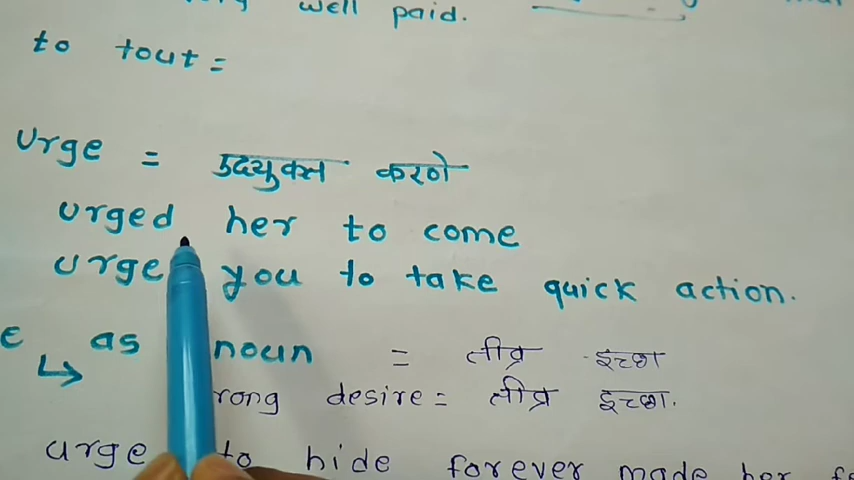 well paid.
to tout =
urge = उद्युक्त करणे
urged her to come
urge you to take quick action.
as noun = तीव्र इच्छा
desire = तीव्र इच्छा.
urge to hide forever made her